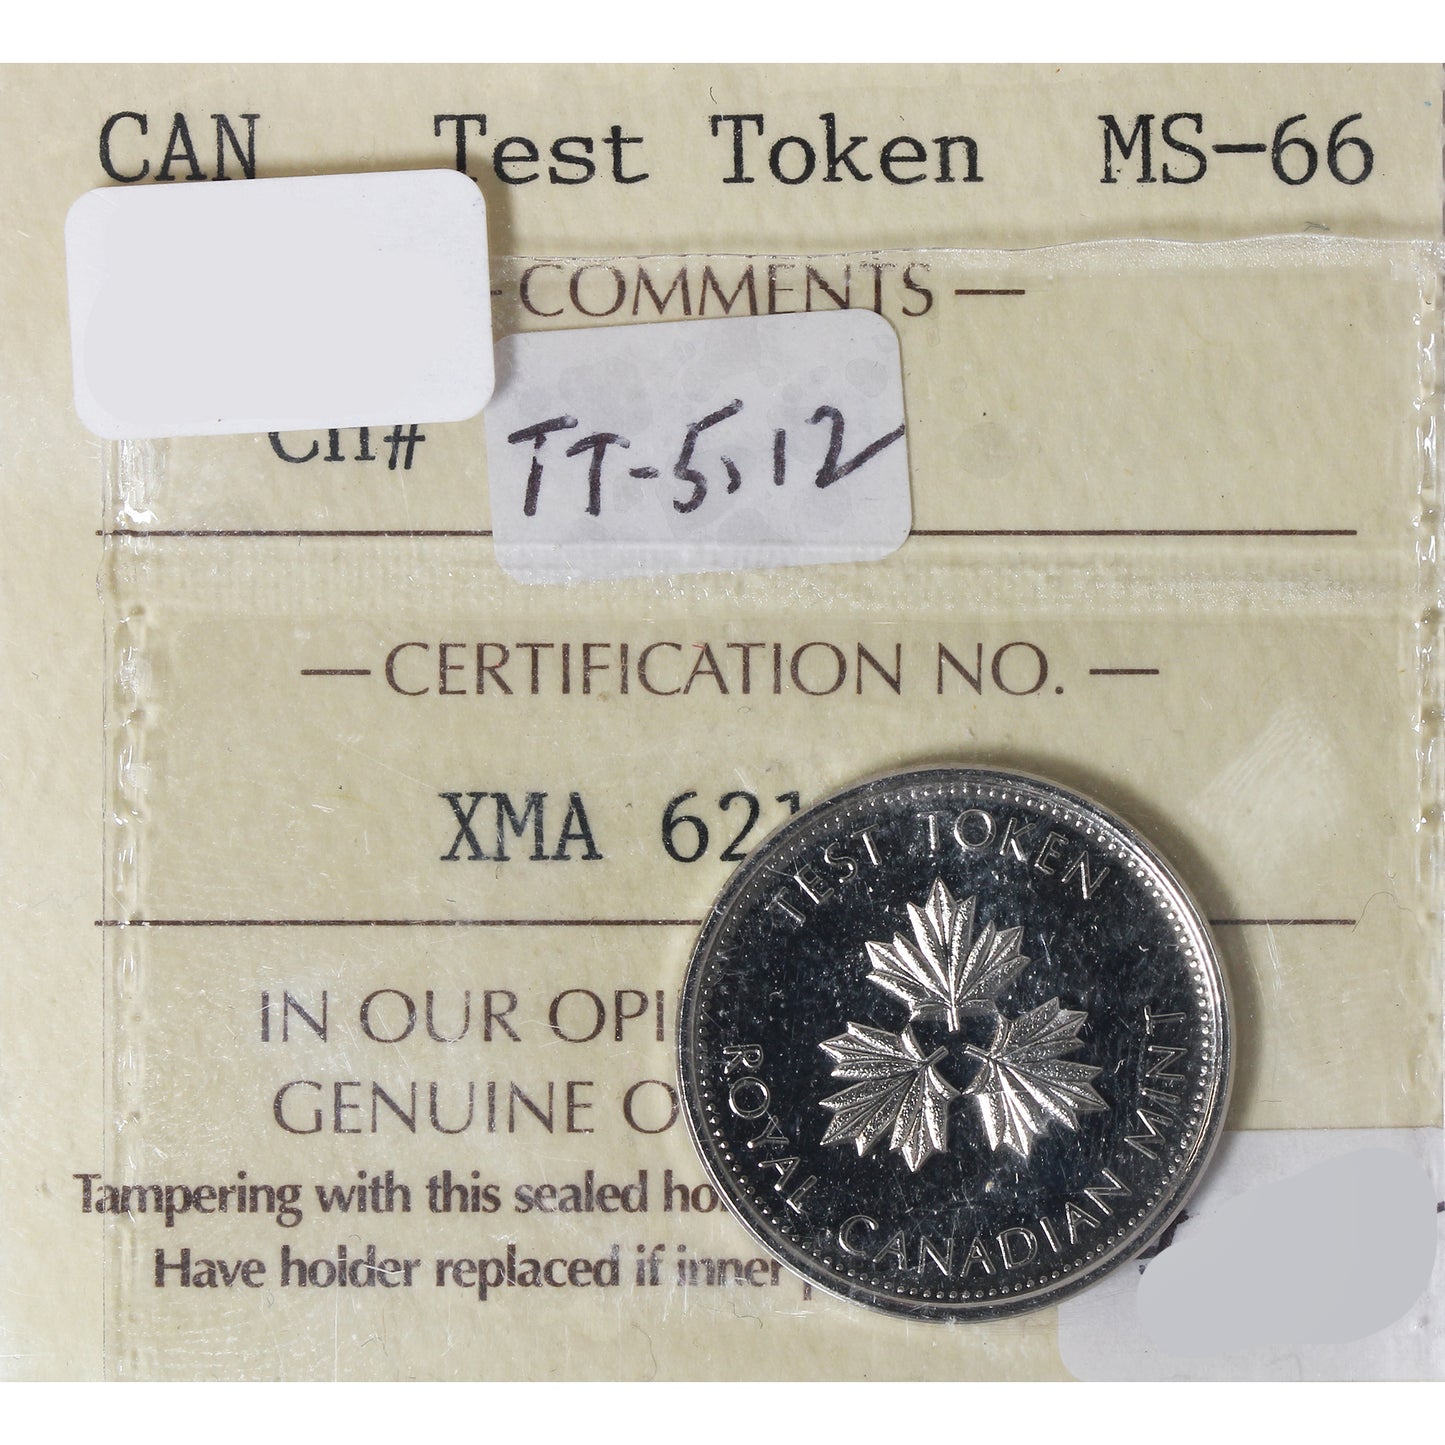 CAN Test Token MS-66
— COMMENTS —
CH#
TT-5,12
— CERTIFICATION NO. —
XMA 621
IN OUR OPI
GENUINE O
Tampering with this sealed ho
Have holder replaced if inner
TEST TOKEN
ROYAL CANADIAN MINT